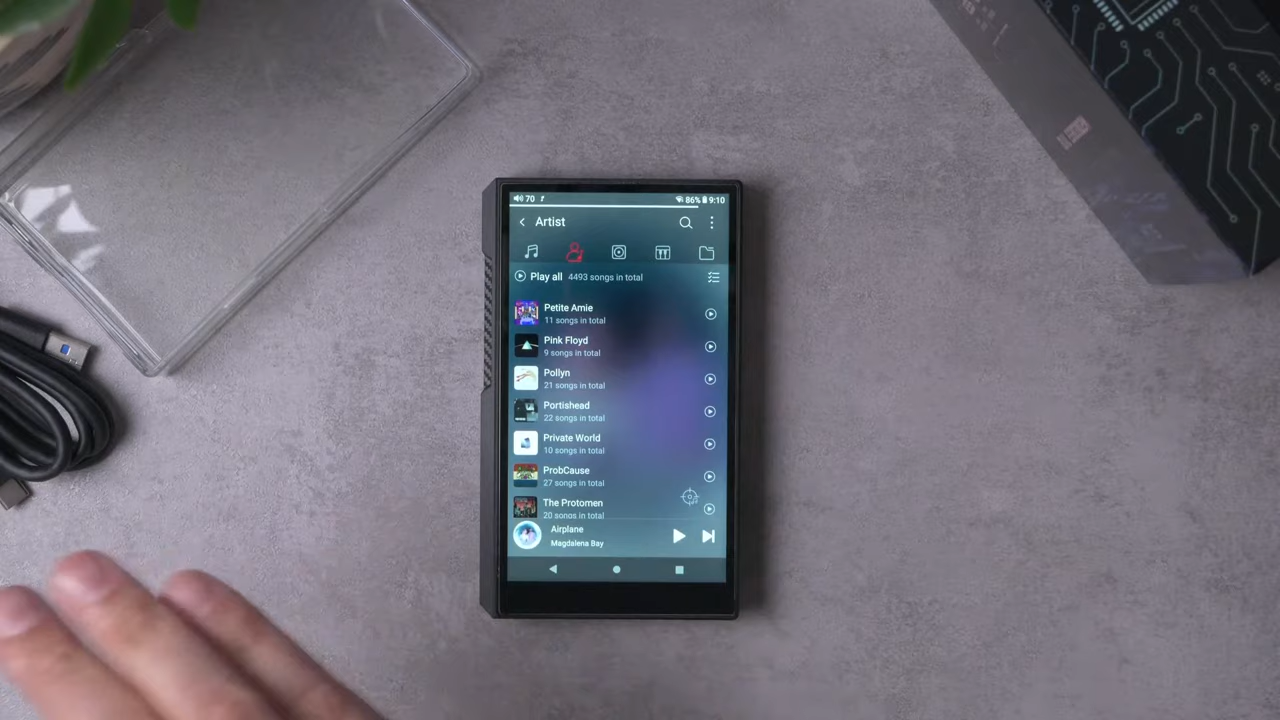 70 86% 9:10
Artist
Play all 4493 songs in total
Petite Amie
11 songs in total
Pink Floyd
9 songs in total
Pollyn
21 songs in total
Portishead
22 songs in total
Private World
10 songs in total
ProbCause
27 songs in total
The Protomen
20 songs in total
Airplane
Magdalena Bay